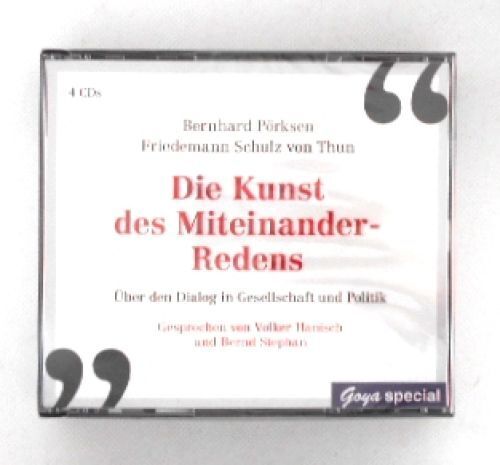 4 CDs
Bernhard Pörksen
Friedemann Schulz von Thun
Die Kunst
des Miteinander-
Redens
Über den Dialog in Gesellschaft und Politik
Gesprochen von Volker Hanisch
und Bernd Stephan
Goya special